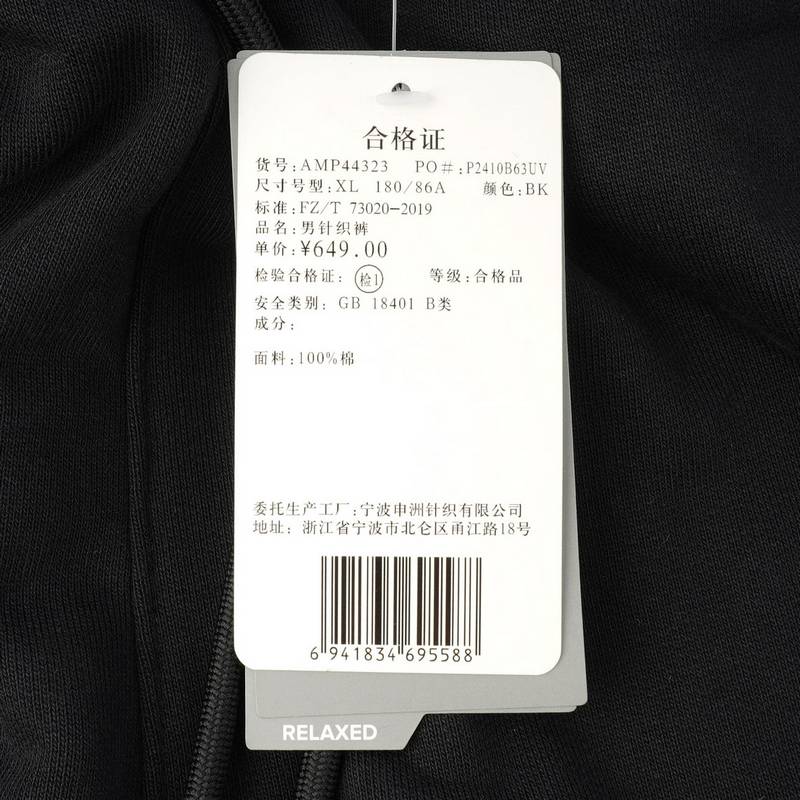 合格证
货号:AMP44323 PO#:P2410B63UV
尺寸号型:XL 180/86A 颜色:BK
标准:FZ/T 73020-2019
品名:男针织裤
单价:¥649.00
检验合格证: 检1 等级:合格品
安全类别: GB 18401 B类
成分:
面料:100%棉
委托生产工厂:宁波申洲针织有限公司
地址: 浙江省宁波市北仑区甬江路18号
6 941834 695588
RELAXED